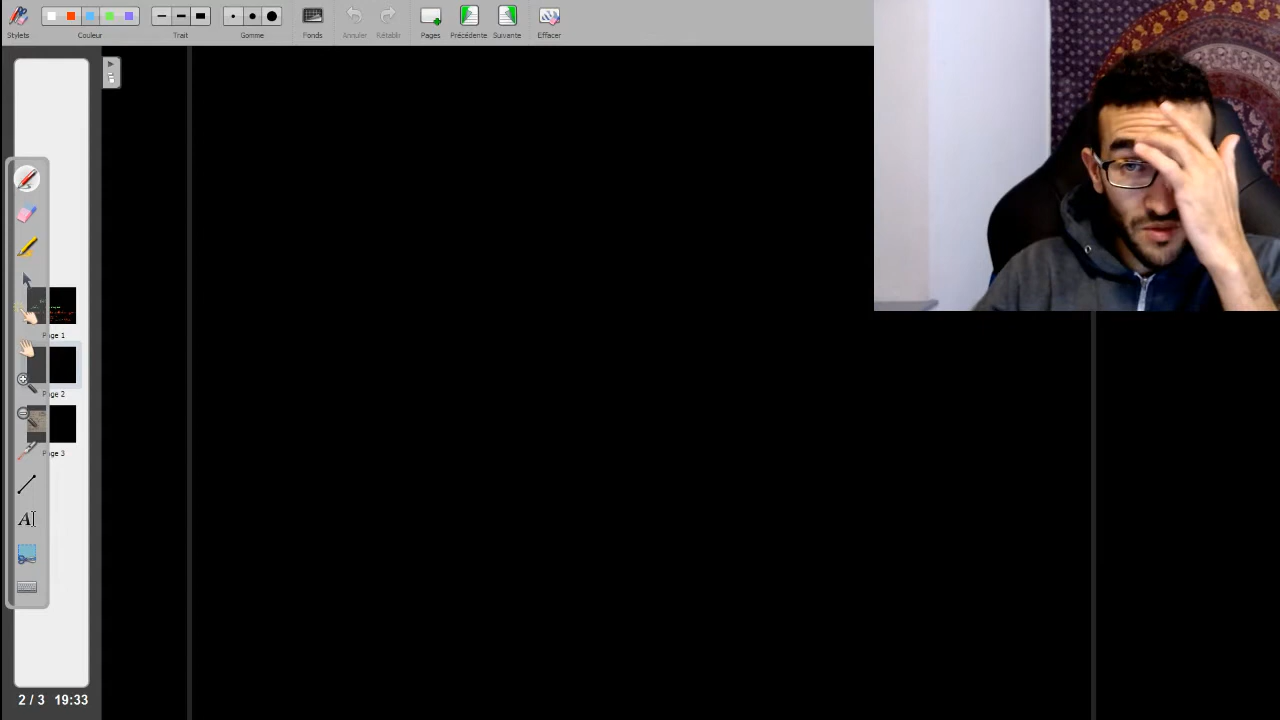 Stylets
Couleur
Trait
Gomme
Fonds
Annuler
Rétablir
Pages
Précédente
Suivante
Effacer
Page 1
Page 2
Page 3
A
2 / 3 19:33